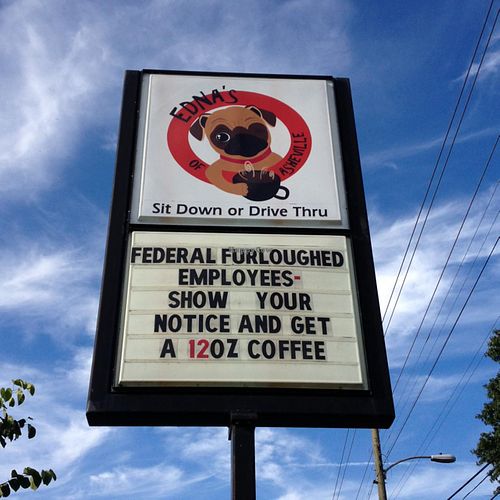 EDNA'S
OF
ASHEVILLE
Sit Down or Drive Thru
FEDERAL FURLOUGHED
EMPLOYEES-
SHOW YOUR
NOTICE AND GET
A 12OZ COFFEE